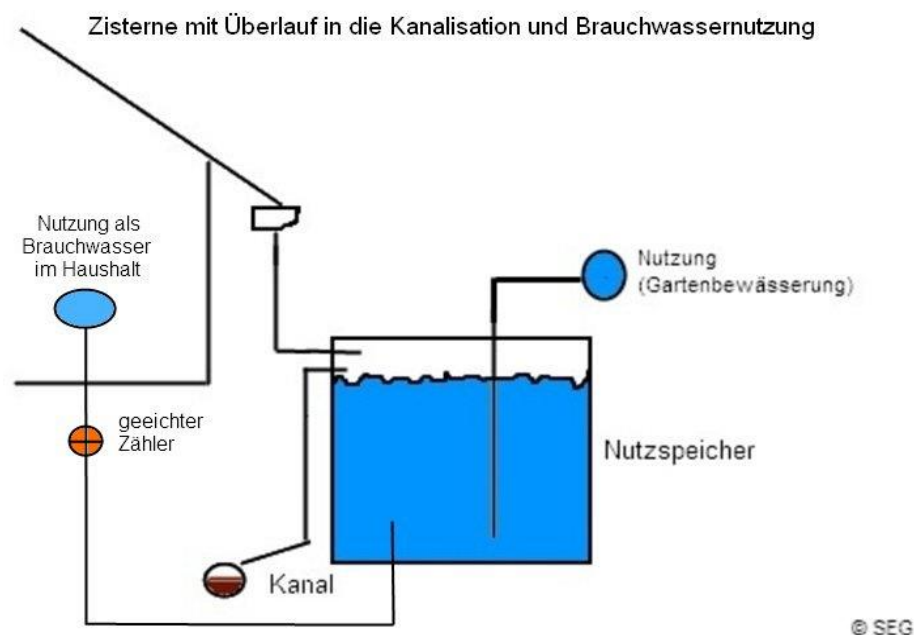 Zisterne mit Überlauf in die Kanalisation und Brauchwassernutzung
Nutzung als
Brauchwasser
im Haushalt
Nutzung
(Gartenbewässerung)
geeichter
Zähler
Nutzspeicher
Kanal
© SEG